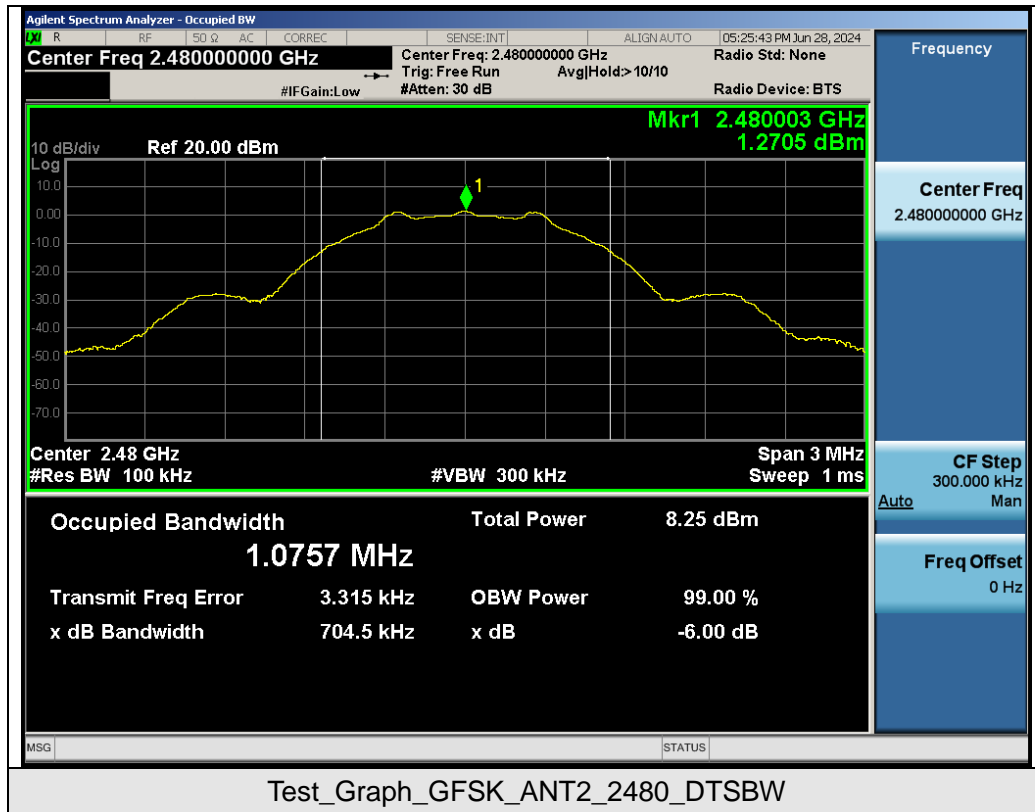 Agilent Spectrum Analyzer - Occupied BW
LXI R RF 50 Ω AC CORREC SENSE:INT ALIGN AUTO 05:25:43 PM Jun 28, 2024
Center Freq 2.480000000 GHz
Center Freq: 2.480000000 GHz Radio Std: None
Trig: Free Run Avg|Hold:> 10/10
#IFGain:Low #Atten: 30 dB Radio Device: BTS
Mkr1 2.480003 GHz
1.2705 dBm
10 dB/div Ref 20.00 dBm
Log
10.0
1
0.00
-10.0
-20.0
-30.0
-40.0
-50.0
-60.0
-70.0
Center 2.48 GHz Span 3 MHz
#Res BW 100 kHz #VBW 300 kHz Sweep 1 ms
Occupied Bandwidth Total Power 8.25 dBm
1.0757 MHz
Transmit Freq Error 3.315 kHz OBW Power 99.00 %
x dB Bandwidth 704.5 kHz x dB -6.00 dB
MSG STATUS
Frequency
Center Freq
2.480000000 GHz
CF Step
300.000 kHz
Auto Man
Freq Offset
0 Hz
Test_Graph_GFSK_ANT2_2480_DTSBW